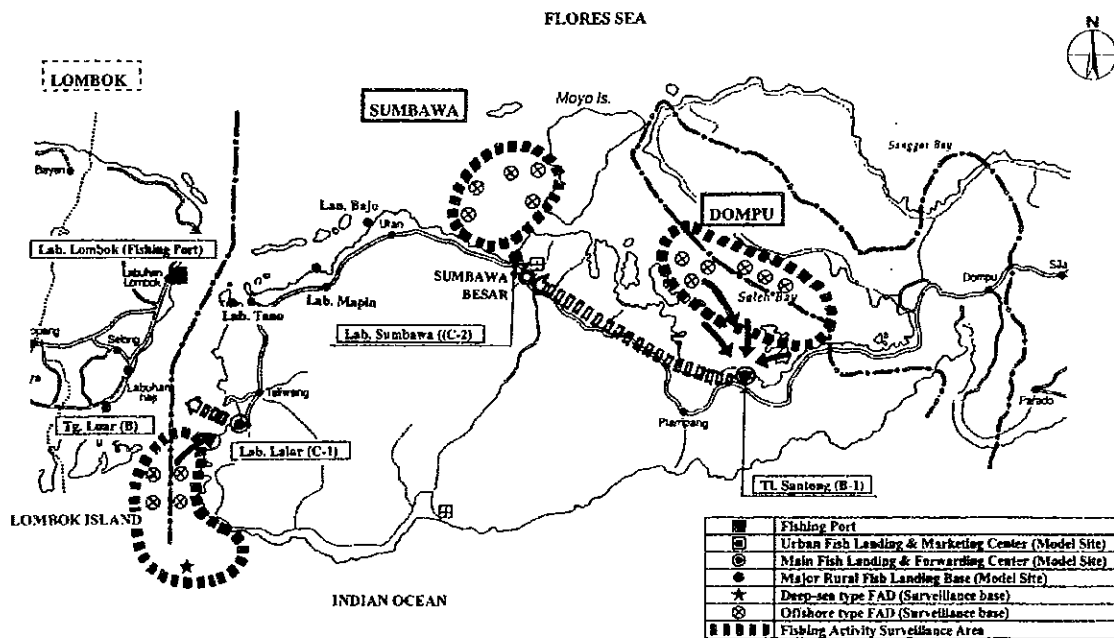 FLORES SEA
N
LOMBOK
SUMBAWA
Moyo Is.
Sanggar Bay
Bayan
Lan. Bajo
Utan
DOMPU
Lab. Lombok (Fishing Port)
Labuhan
Lombok
SUMBAWA
BESAR
Saleh Bay
Dompu
Sila
Lab. Mapin
Lab. Tano
Lab. Sumbawa ((C-2)
Selong
Labuhan
Haji
Taliwang
Parado
Plampang
Tg. Luar (B)
Lab. Lalar (C-1)
Tl. Santong (B-1)
LOMBOK ISLAND
INDIAN OCEAN
Fishing Port
Urban Fish Landing & Marketing Center (Model Site)
Main Fish Landing & Forwarding Center (Model Site)
Major Rural Fish Landing Base (Model Site)
Deep-sea type FAD (Surveillance base)
Offshore type FAD (Surveillance base)
Fishing Activity Surveillance Area